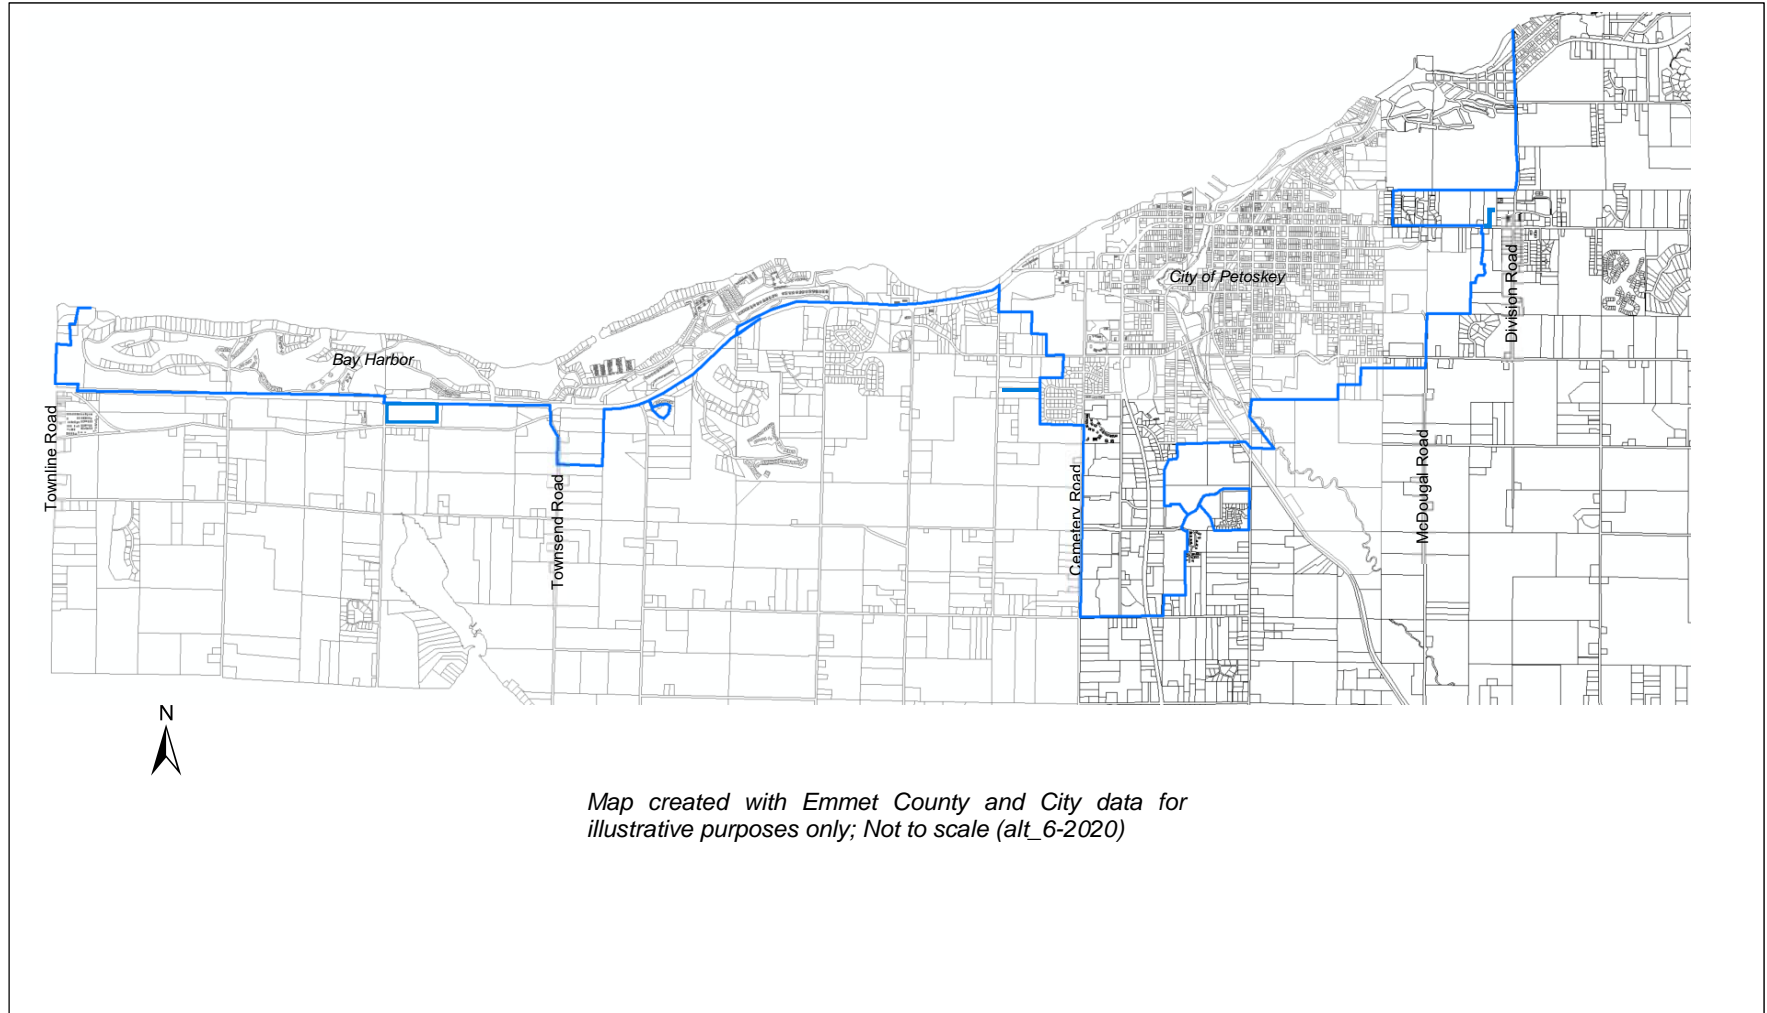 City of Petoskey
Bay Harbor
Division Road
Townline Road
Townsend Road
Cemetery Road
McDougal Road
N
Map created with Emmet County and City data for
illustrative purposes only; Not to scale (alt_6-2020)